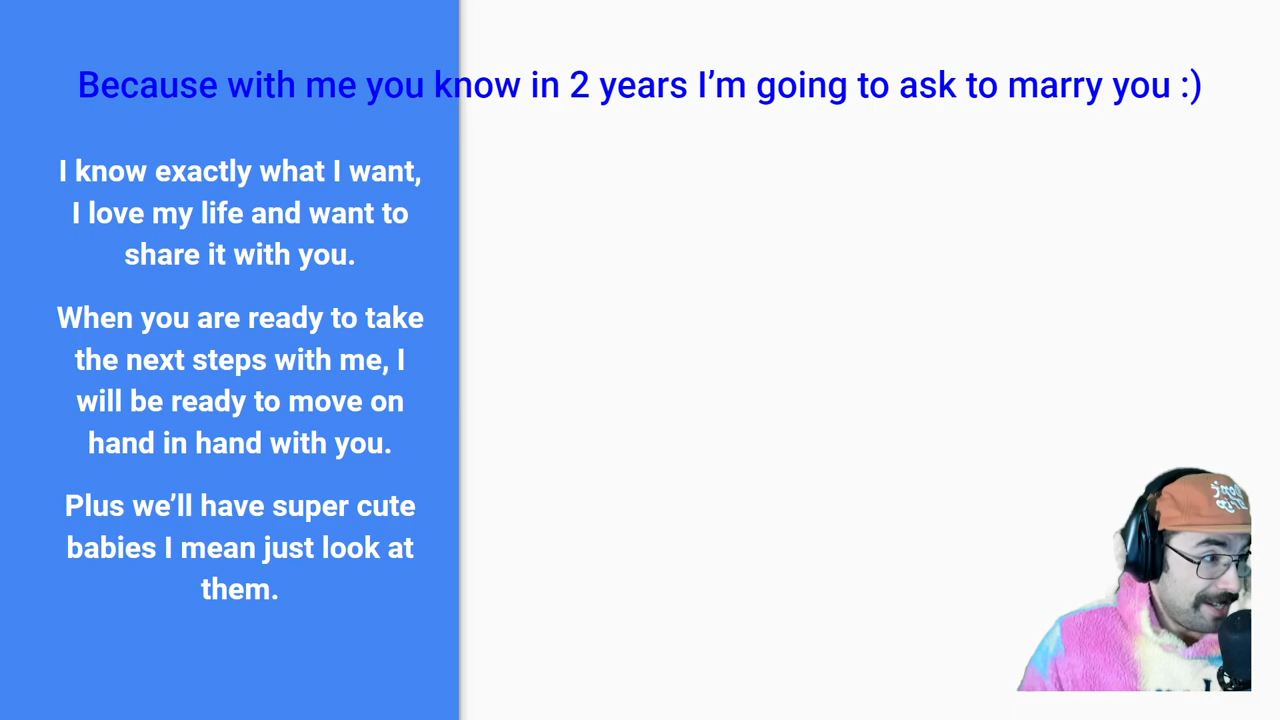 Because with me you know in 2 years I’m going to ask to marry you :)
I know exactly what I want,
I love my life and want to
share it with you.
When you are ready to take
the next steps with me, I
will be ready to move on
hand in hand with you.
Plus we’ll have super cute
babies I mean just look at
them.